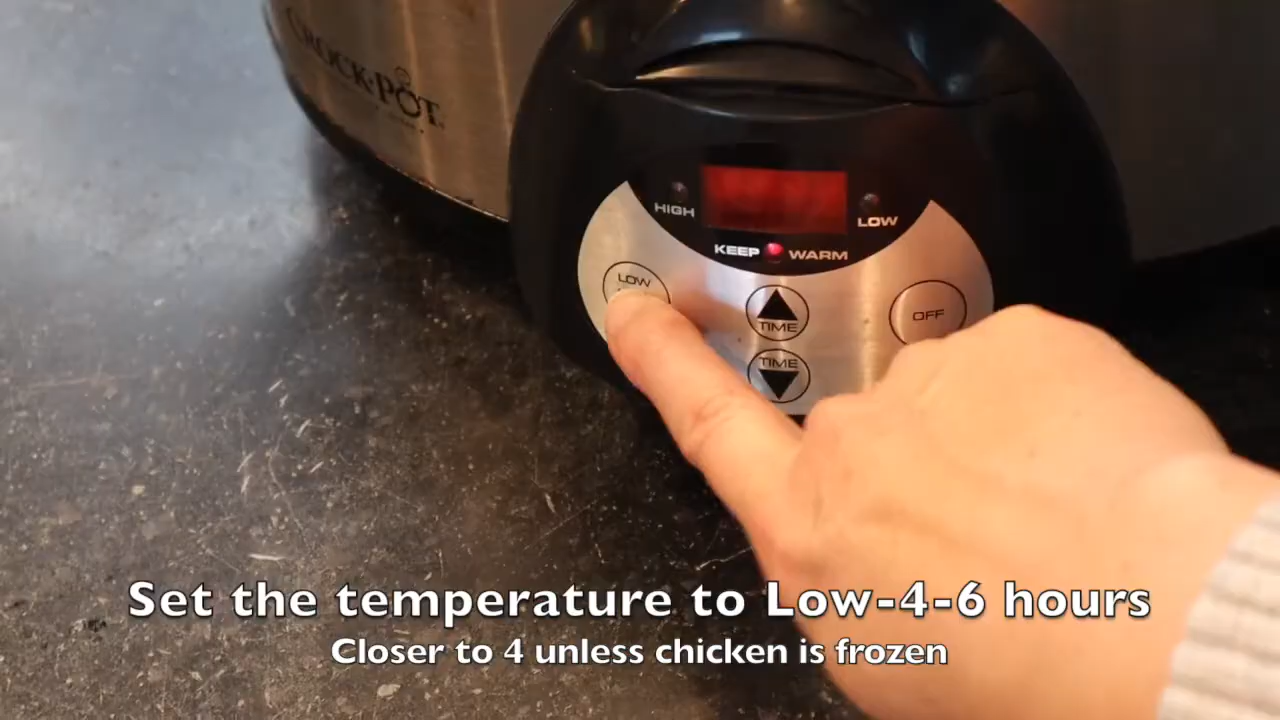 CROCK·POT
HIGH
LOW
KEEP WARM
LOW
TIME
OFF
TIME
Set the temperature to Low-4-6 hours
Closer to 4 unless chicken is frozen